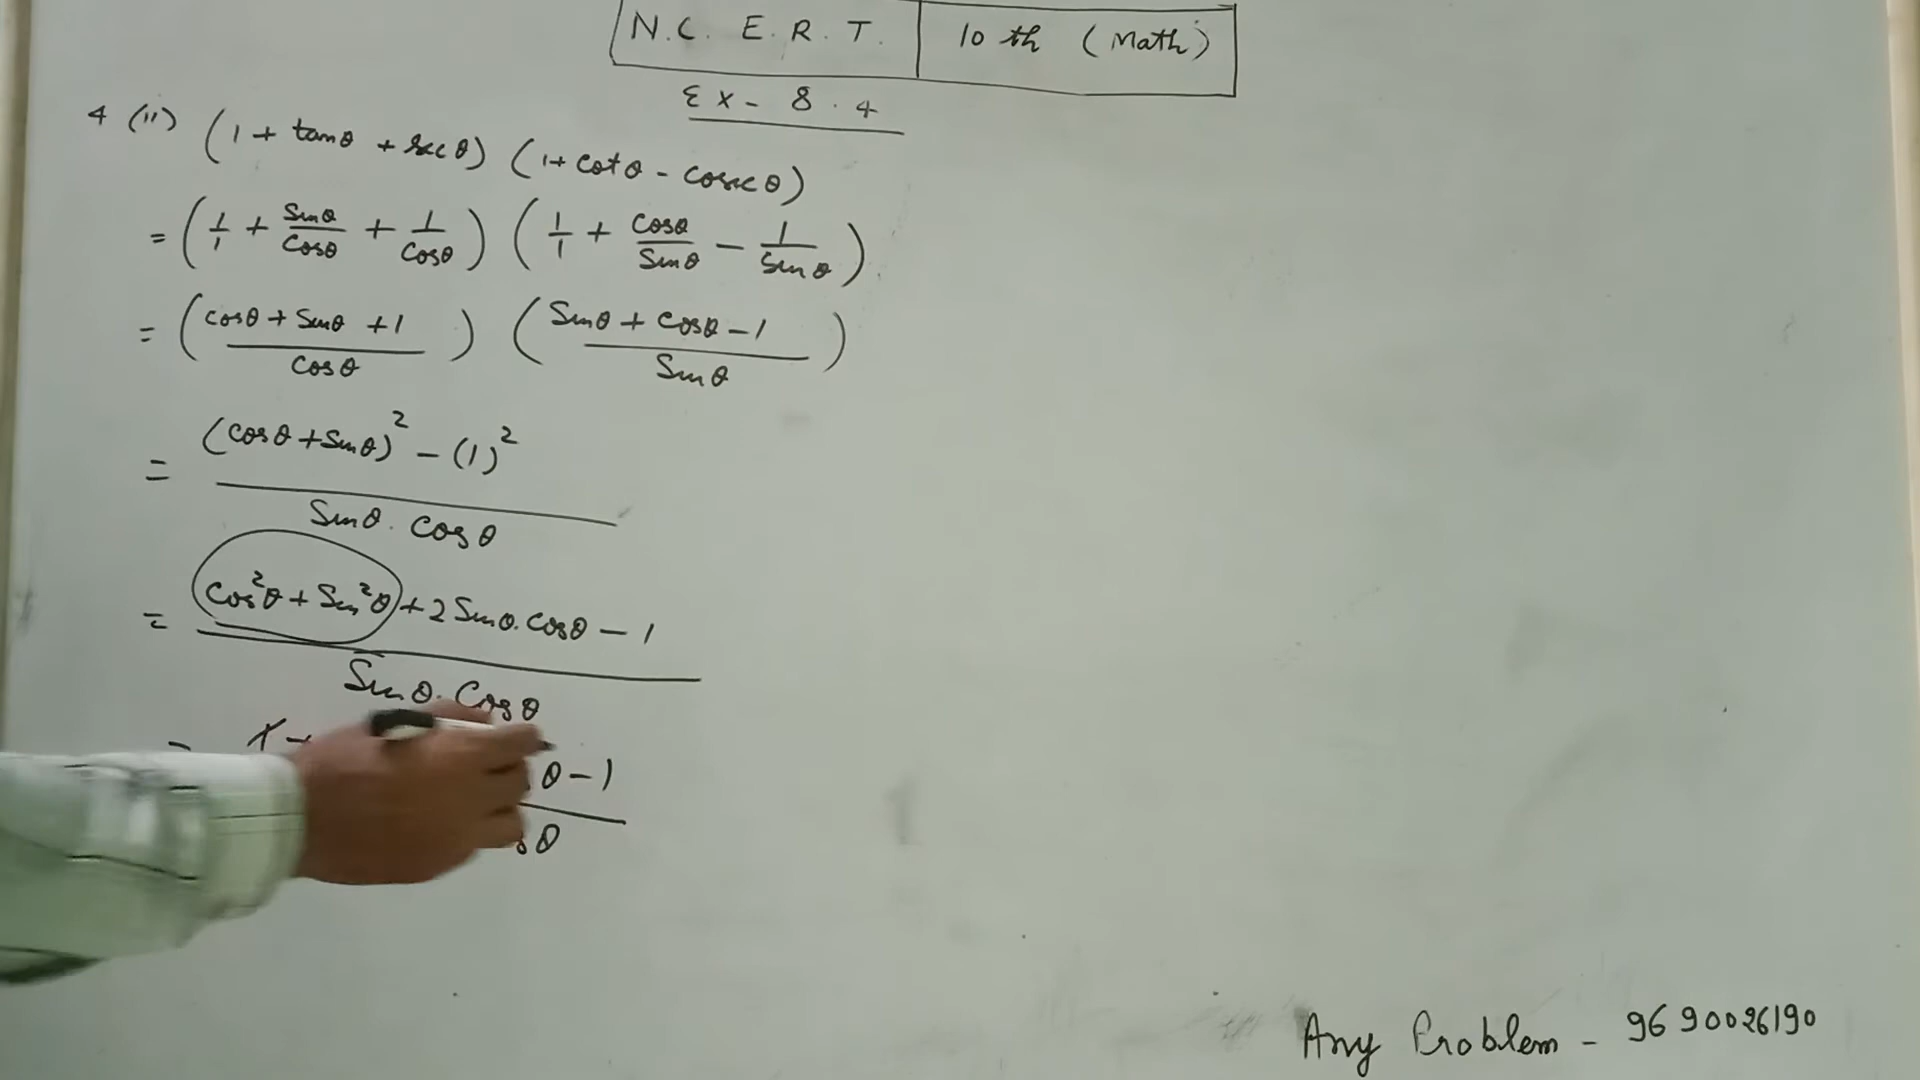 N.C. E.R.T. 10 th (Math)
Ex- 8.4
4 (ii) (1 + tanθ + secθ) (1+ cotθ - cosecθ)
= (1/1 + Sinθ/Cosθ + 1/Cosθ) (1/1 + Cosθ/Sinθ - 1/Sinθ)
= (cosθ + Sinθ + 1 / Cosθ) (Sinθ + Cosθ - 1 / Sinθ)
= (cosθ + Sinθ)² - (1)²
Sinθ . Cosθ
= Cos²θ + Sin²θ + 2 Sinθ.Cosθ - 1
Sinθ. Cosθ
= θ - 1
θ
Any Problem - 9690026190